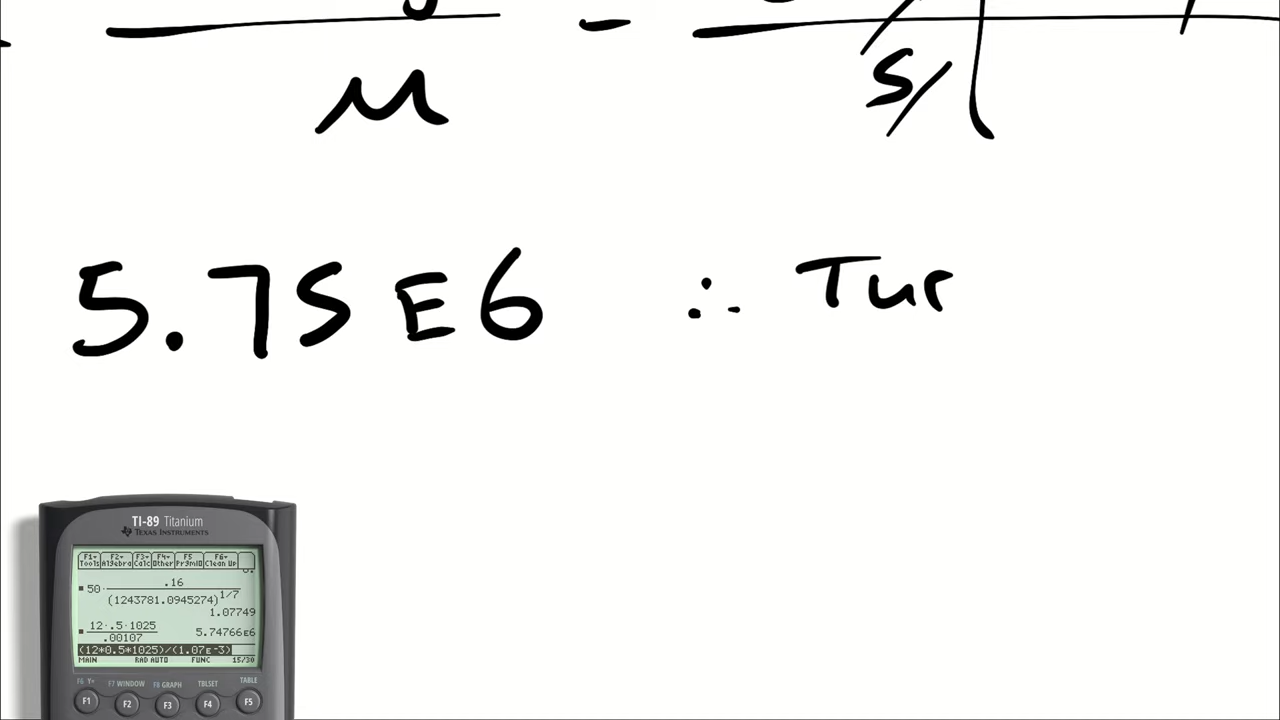 μ
s
5.75E6 ∴ Tur
TI-89 Titanium
TEXAS INSTRUMENTS
F1 F2 F3 F4 F5 F6
Tools Algebra Calc Other PrgmIO Clean Up
50· .16
(1243781.0945274)^1/7
1.07749
12·.5·1025
.00107
5.74766E6
(12*0.5*1025)/(1.07E-3)
MAIN RAD AUTO FUNC 15/30
F6 Y= F7 WINDOW F8 GRAPH TBLSET TABLE
F1 F2 F3 F4 F5